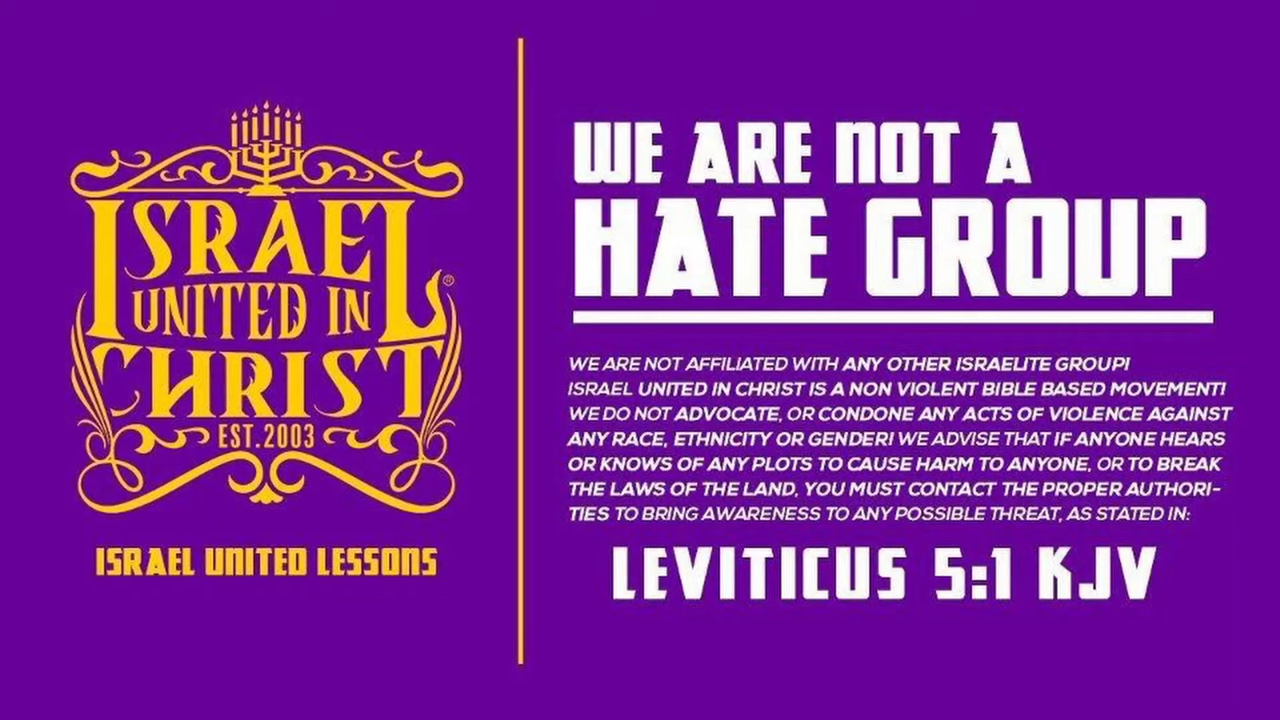 ISRAEL
UNITED IN
CHRIST
®
EST.2003
ISRAEL UNITED LESSONS
WE ARE NOT A
HATE GROUP
WE ARE NOT AFFILIATED WITH ANY OTHER ISRAELITE GROUP!
ISRAEL UNITED IN CHRIST IS A NON VIOLENT BIBLE BASED MOVEMENT!
WE DO NOT ADVOCATE, OR CONDONE ANY ACTS OF VIOLENCE AGAINST
ANY RACE, ETHNICITY OR GENDER! WE ADVISE THAT IF ANYONE HEARS
OR KNOWS OF ANY PLOTS TO CAUSE HARM TO ANYONE, OR TO BREAK
THE LAWS OF THE LAND, YOU MUST CONTACT THE PROPER AUTHORI-
TIES TO BRING AWARENESS TO ANY POSSIBLE THREAT, AS STATED IN:
LEVITICUS 5:1 KJV